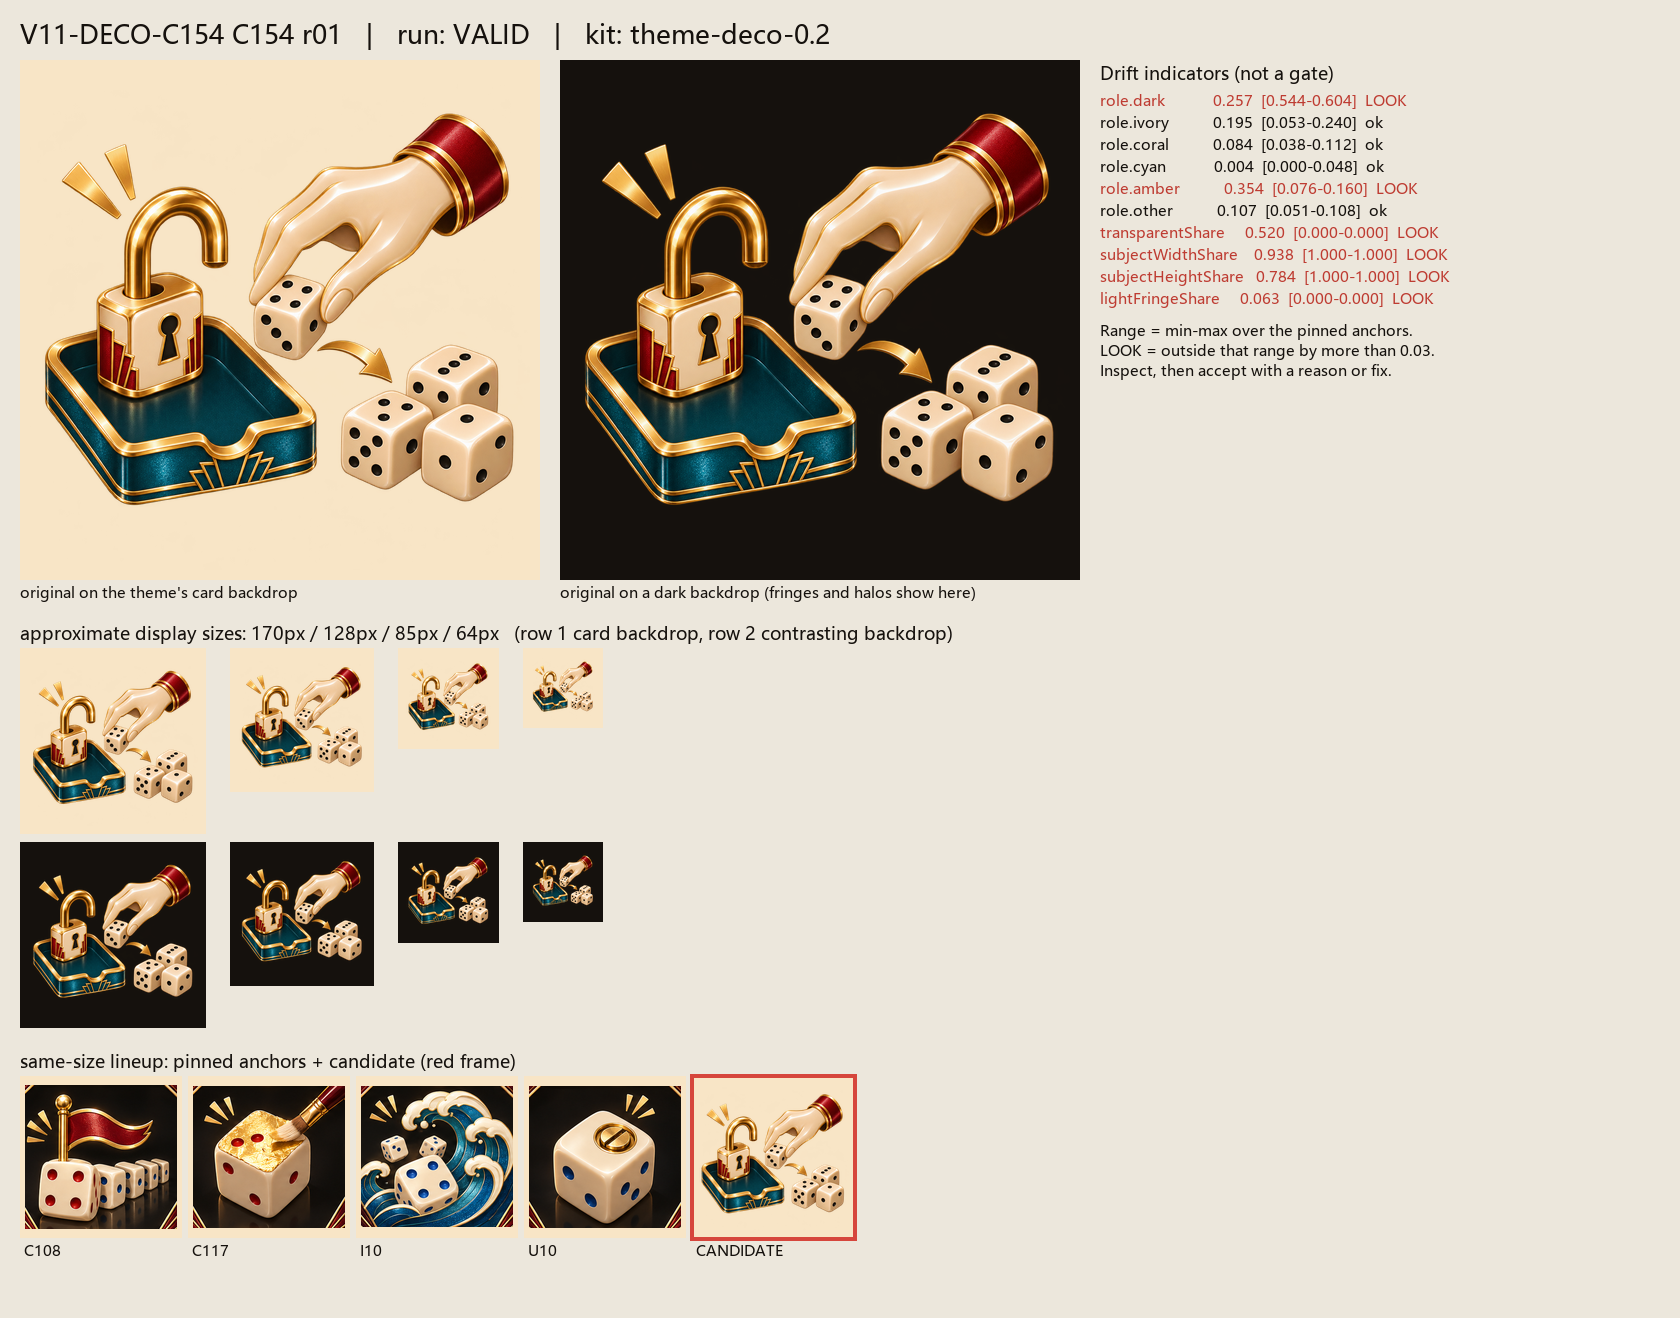 V11-DECO-C154 C154 r01   |   run: VALID   |   kit: theme-deco-0.2
Drift indicators (not a gate)
role.dark 0.257 [0.544-0.604] LOOK
role.ivory 0.195 [0.053-0.240] ok
role.coral 0.084 [0.038-0.112] ok
role.cyan 0.004 [0.000-0.048] ok
role.amber 0.354 [0.076-0.160] LOOK
role.other 0.107 [0.051-0.108] ok
transparentShare 0.520 [0.000-0.000] LOOK
subjectWidthShare 0.938 [1.000-1.000] LOOK
subjectHeightShare 0.784 [1.000-1.000] LOOK
lightFringeShare 0.063 [0.000-0.000] LOOK
Range = min-max over the pinned anchors.
LOOK = outside that range by more than 0.03.
Inspect, then accept with a reason or fix.
original on the theme's card backdrop
original on a dark backdrop (fringes and halos show here)
approximate display sizes: 170px / 128px / 85px / 64px   (row 1 card backdrop, row 2 contrasting backdrop)
same-size lineup: pinned anchors + candidate (red frame)
C108
C117
I10
U10
CANDIDATE